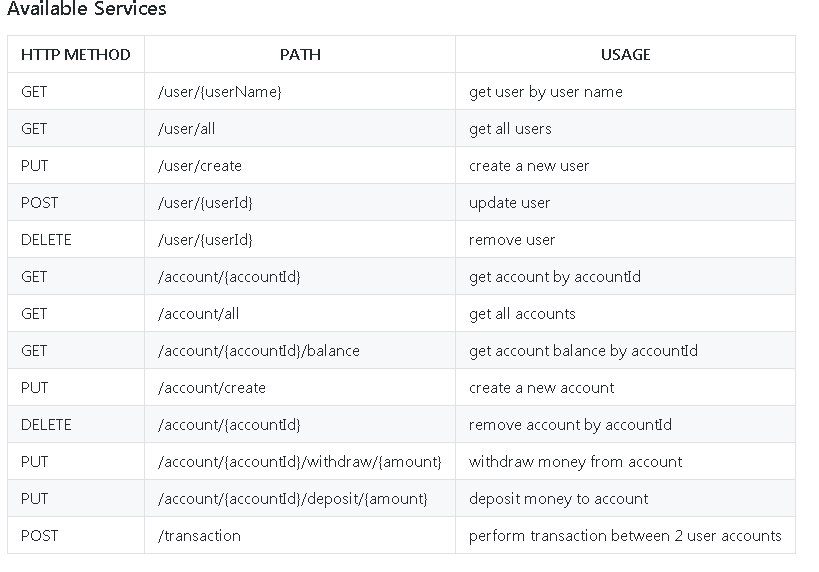 Available Services
HTTP METHOD PATH USAGE
GET /user/{userName} get user by user name
GET /user/all get all users
PUT /user/create create a new user
POST /user/{userId} update user
DELETE /user/{userId} remove user
GET /account/{accountId} get account by accountId
GET /account/all get all accounts
GET /account/{accountId}/balance get account balance by accountId
PUT /account/create create a new account
DELETE /account/{accountId} remove account by accountId
PUT /account/{accountId}/withdraw/{amount} withdraw money from account
PUT /account/{accountId}/deposit/{amount} deposit money to account
POST /transaction perform transaction between 2 user accounts